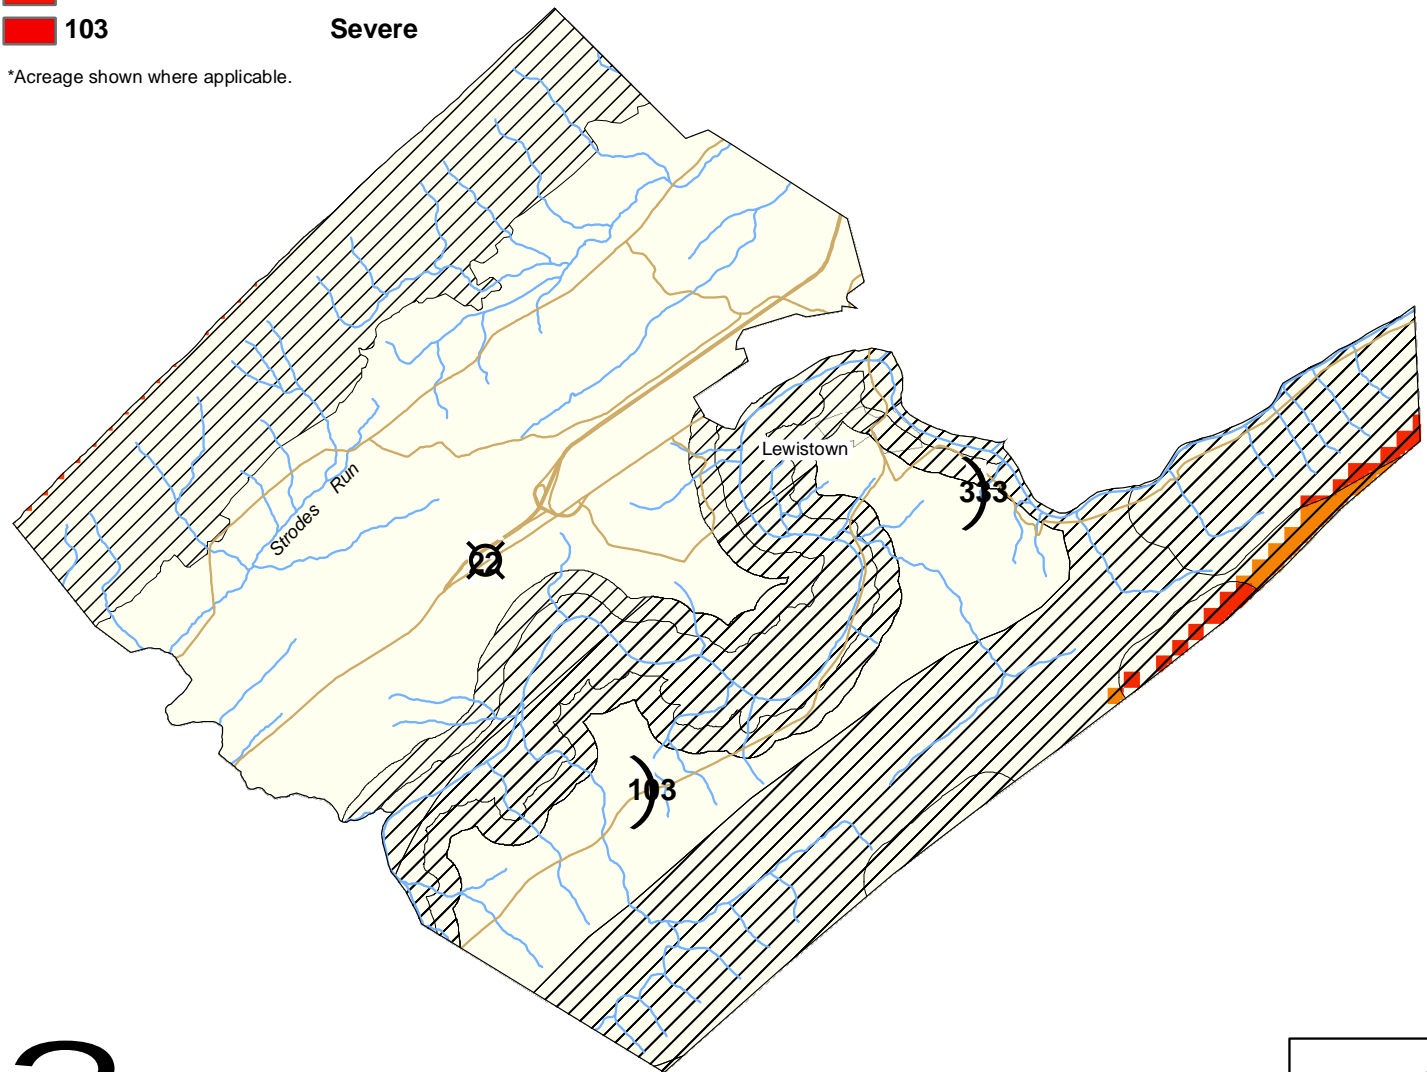 103 Severe
*Acreage shown where applicable.
Lewistown
333
Strodes Run
22
103